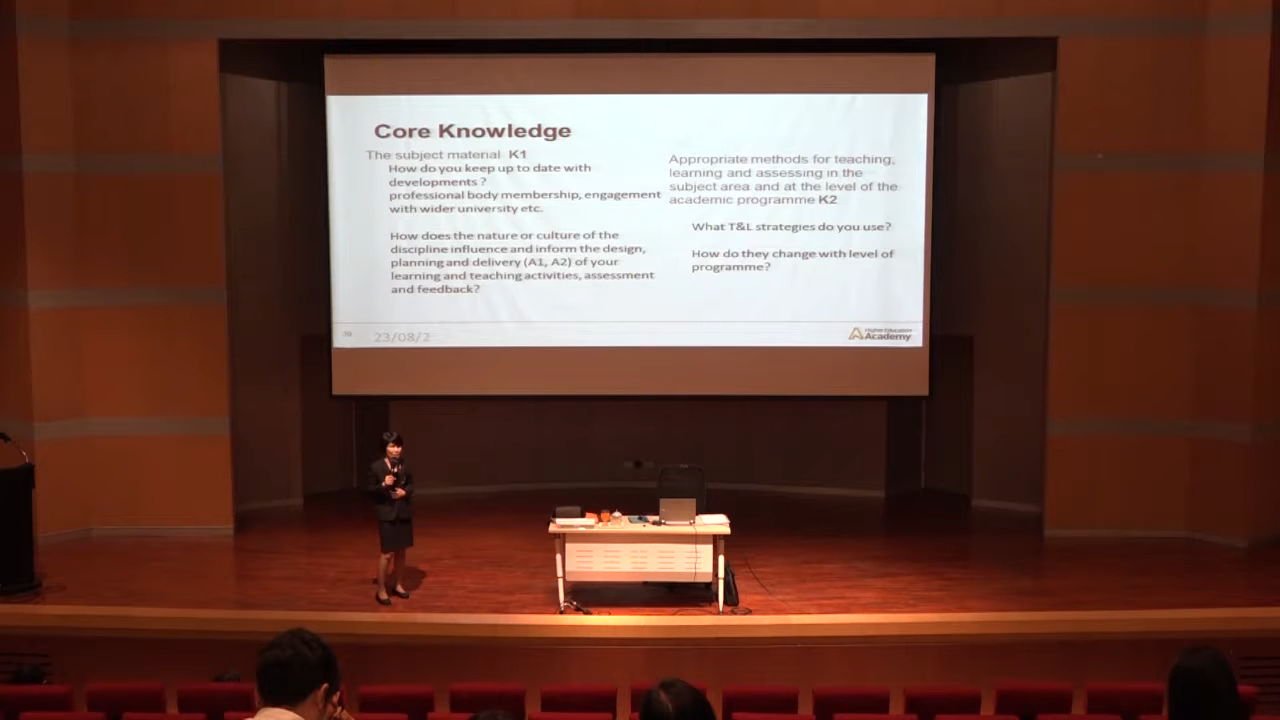 Core Knowledge
The subject material K1
How do you keep up to date with
developments ?
professional body membership, engagement
with wider university etc.
How does the nature or culture of the
discipline influence and inform the design,
planning and delivery (A1, A2) of your
learning and teaching activities, assessment
and feedback?
Appropriate methods for teaching,
learning and assessing in the
subject area and at the level of the
academic programme K2
What T&L strategies do you use?
How do they change with level of
programme?
23/08/2
Higher Education
Academy